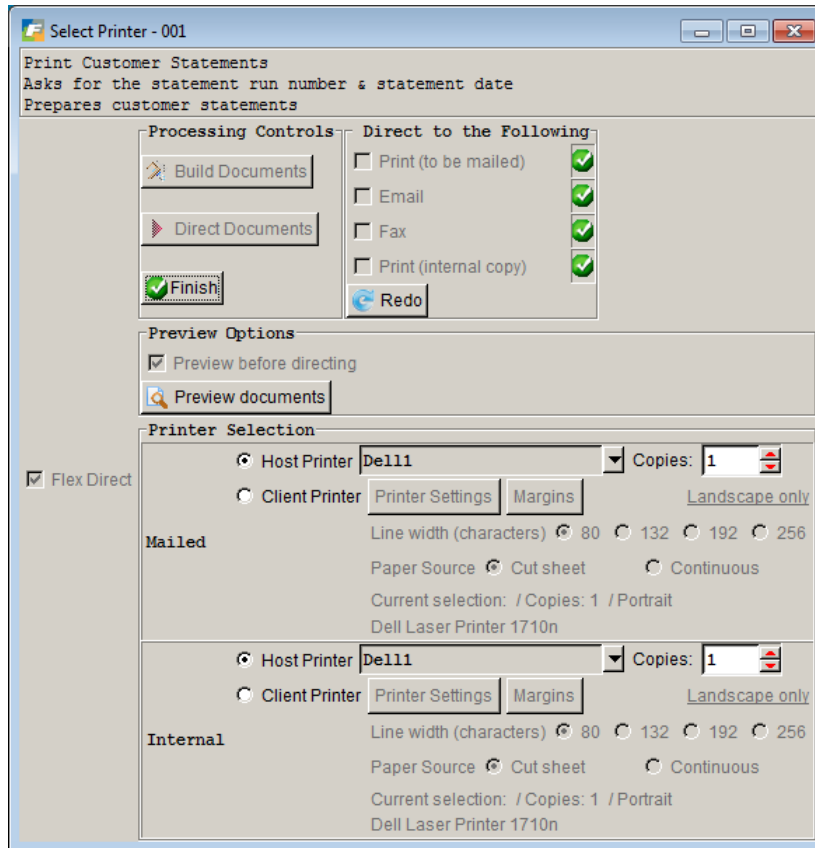 Select Printer - 001
Print Customer Statements
Asks for the statement run number & statement date
Prepares customer statements
Processing Controls
Build Documents
Direct Documents
Finish
Direct to the Following
Print (to be mailed)
Email
Fax
Print (internal copy)
Redo
Preview Options
Preview before directing
Preview documents
Flex Direct
Printer Selection
Mailed
Host Printer Dell1 Copies: 1
Client Printer Printer Settings Margins Landscape only
Line width (characters) 80 132 192 256
Paper Source Cut sheet Continuous
Current selection: / Copies: 1 / Portrait
Dell Laser Printer 1710n
Internal
Host Printer Dell1 Copies: 1
Client Printer Printer Settings Margins Landscape only
Line width (characters) 80 132 192 256
Paper Source Cut sheet Continuous
Current selection: / Copies: 1 / Portrait
Dell Laser Printer 1710n